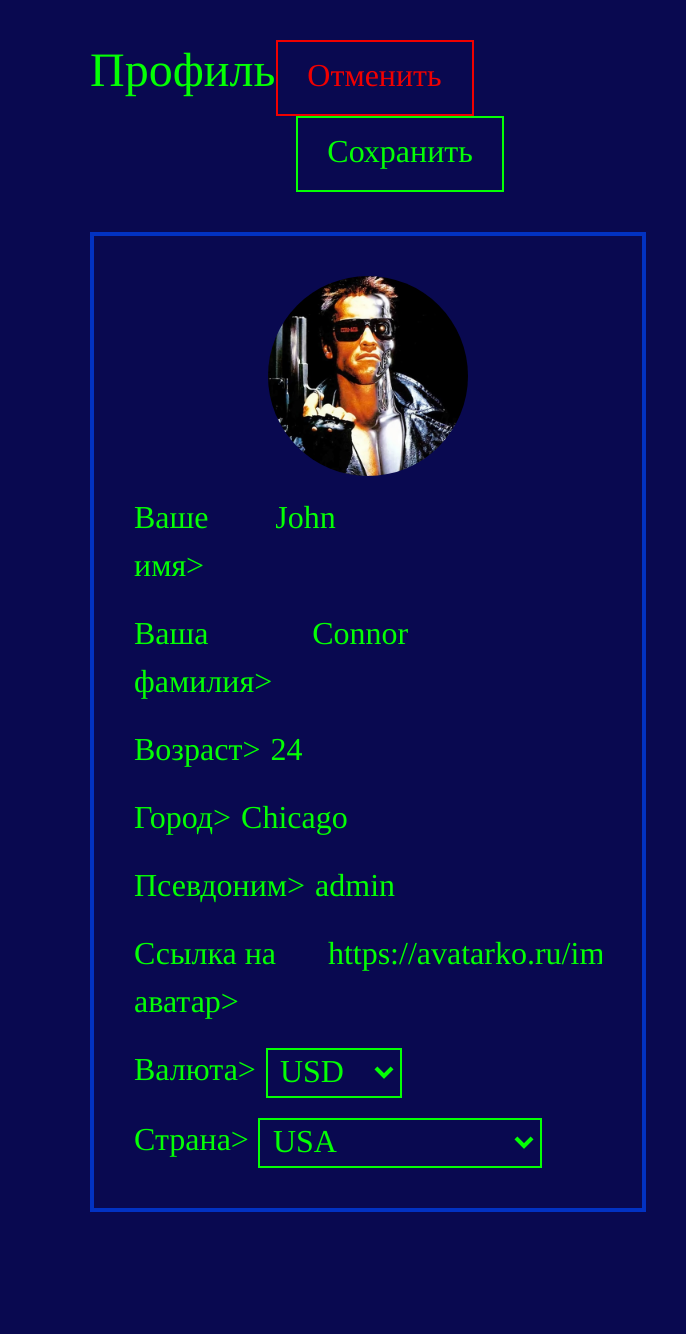 Профиль Отменить
Сохранить
Ваше John
имя>
Ваша Connor
фамилия>
Возраст> 24
Город> Chicago
Псевдоним> admin
Ссылка на https://avatarko.ru/im
аватар>
Валюта> USD
Страна> USA